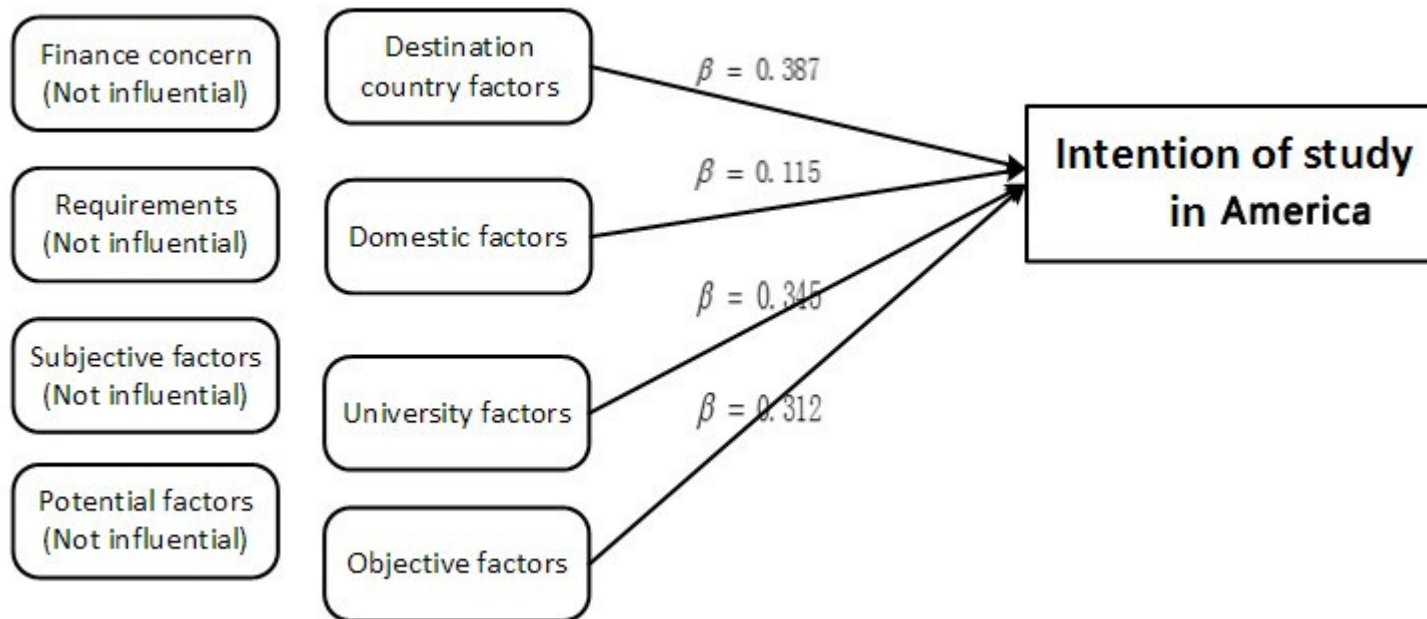 Finance concern
(Not influential)
Destination
country factors
β = 0.387
Intention of study
in America
Requirements
(Not influential)
Domestic factors
β = 0.115
Subjective factors
(Not influential)
University factors
β = 0.345
Potential factors
(Not influential)
Objective factors
β = 0.312